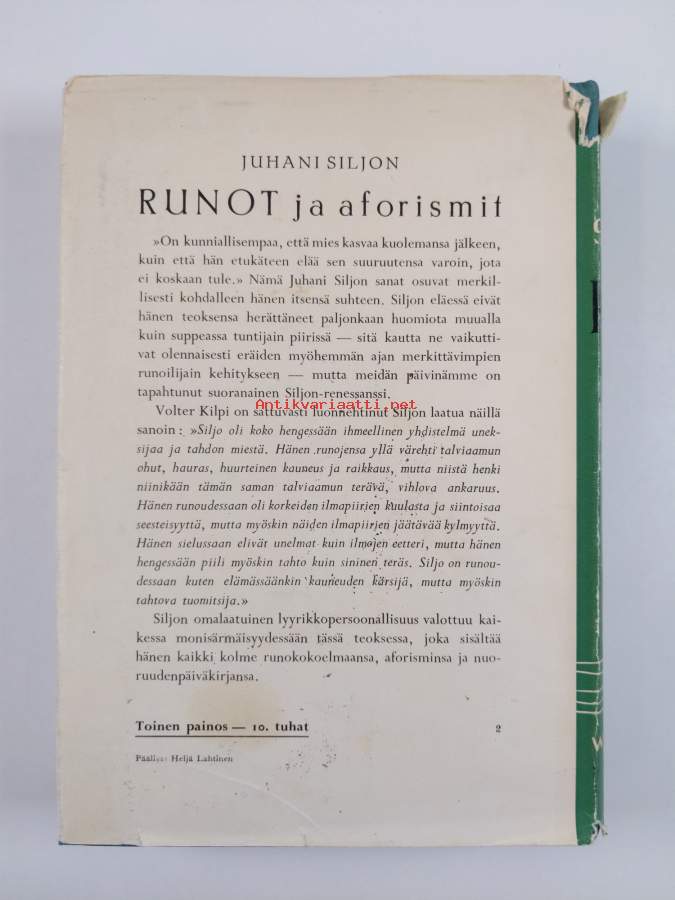 JUHANI SILJON
RUNOT ja aforismit
»On kunniallisempaa, että mies kasvaa kuolemansa jälkeen,
kuin että hän etukäteen elää sen suuruutensa varoin, jota
ei koskaan tule.» Nämä Juhani Siljon sanat osuvat merkil-
lisesti kohdalleen hänen itsensä suhteen. Siljon eläessä eivät
hänen teoksensa herättäneet paljonkaan huomiota muualla
kuin suppeassa tuntijain piirissä — sitä kautta ne vaikutti-
vat olennaisesti eräiden myöhemmän ajan merkittävimpien
runoilijain kehitykseen — mutta meidän päivinämme on
tapahtunut suoranainen Siljon-renessanssi.
Antikvariaatti.net
Volter Kilpi on sattuvasti luonnehtinut Siljon laatua näillä
sanoin: »Siljo oli koko hengessään ihmeellinen yhdistelmä unek-
sijaa ja tahdon miestä. Hänen runojensa yllä värehti talviaamun
ohut, hauras, huurteinen kauneus ja raikkaus, mutta niistä henki
niinikään tämän saman talviaamun terävä, vihlova ankaruus.
Hänen runoudessaan oli korkeiden ilmapiirien kuulasta ja siintoisaa
seesteisyyttä, mutta myöskin näiden ilmapiirien jäätävää kylmyyttä.
Hänen sielussaan elivät unelmat kuin ilmojen eetteri, mutta hänen
hengessään piili myöskin tahto kuin sininen teräs. Siljo on runou-
dessaan kuten elämässäänkin kauneuden kärsijä, mutta myöskin
tahtova tuomitsija.»
Siljon omalaatuinen lyyrikkopersoonallisuus valottuu kai-
kessa monisärmäisyydessään tässä teoksessa, joka sisältää
hänen kaikki kolme runokokoelmaansa, aforisminsa ja nuo-
ruudenpäiväkirjansa.
Toinen painos — 10. tuhat 2
Päällys: Heljä Lahtinen